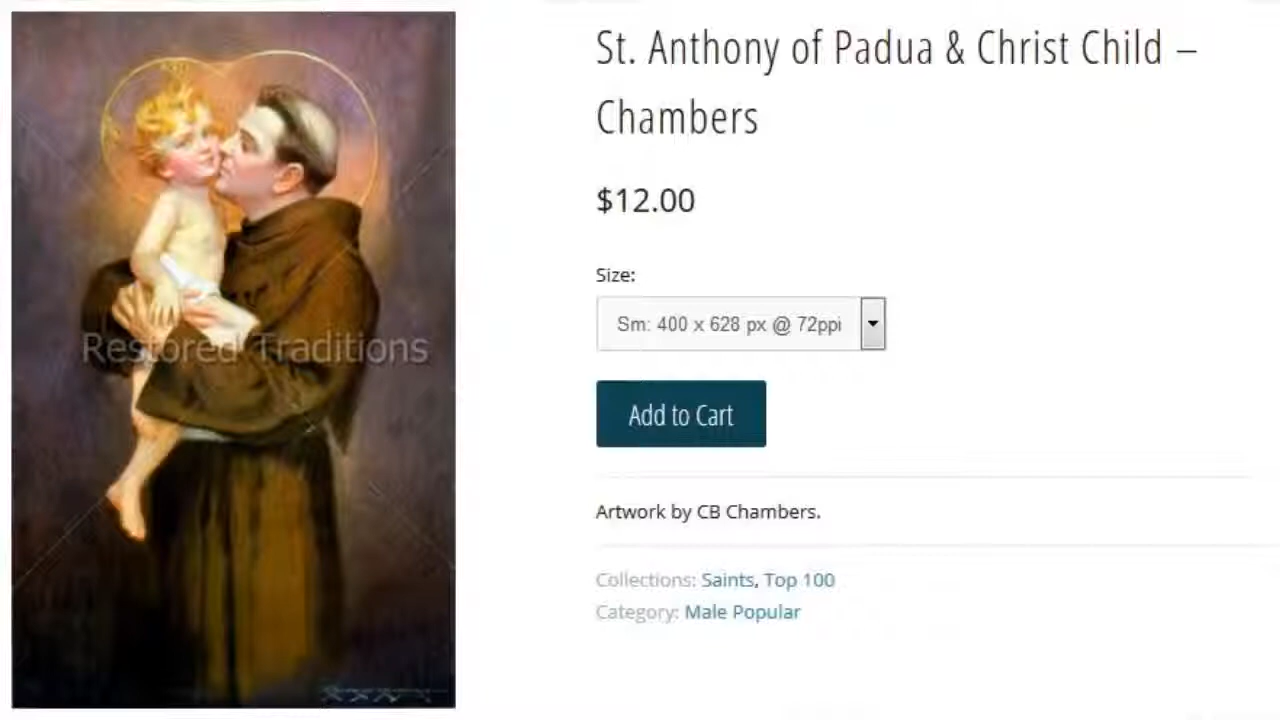 St. Anthony of Padua & Christ Child –
Chambers
$12.00
Size:
Sm: 400 x 628 px @ 72ppi
Restored Traditions
Add to Cart
Artwork by CB Chambers.
Collections: Saints, Top 100
Category: Male Popular